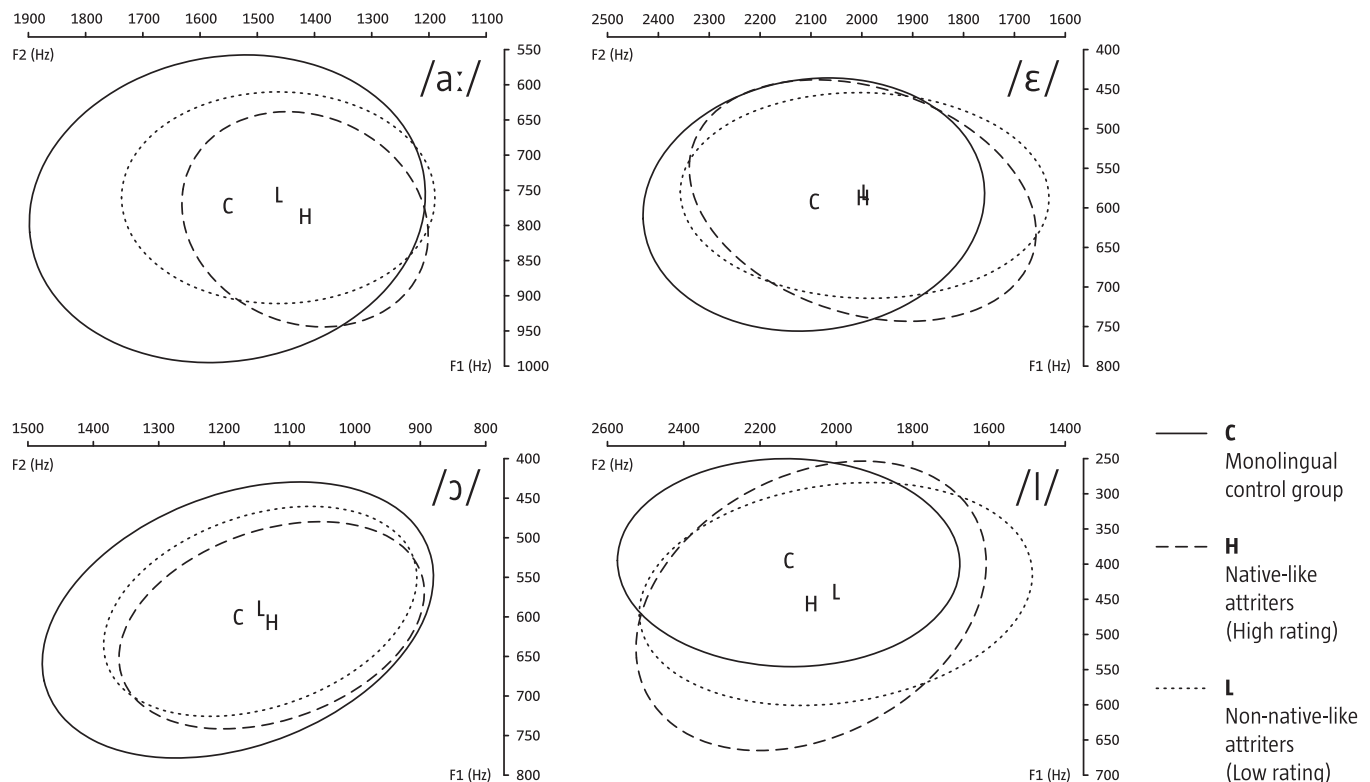 1900 1800 1700 1600 1500 1400 1300 1200 1100
F2 (Hz)
/aː/
550
600
650
700
750
800
850
900
950
1000
C
L
H
F1 (Hz)
2500 2400 2300 2200 2100 2000 1900 1800 1700 1600
F2 (Hz)
/ɛ/
400
450
500
550
600
650
700
750
800
C
L
H
F1 (Hz)
1500 1400 1300 1200 1100 1000 900 800
F2 (Hz)
/ɔ/
400
450
500
550
600
650
700
750
800
C
L
H
F1 (Hz)
2600 2400 2200 2000 1800 1600 1400
F2 (Hz)
/l/
250
300
350
400
450
500
550
600
650
700
C
L
H
F1 (Hz)
C
Monolingual
control group
H
Native-like
attriters
(High rating)
L
Non-native-like
attriters
(Low rating)